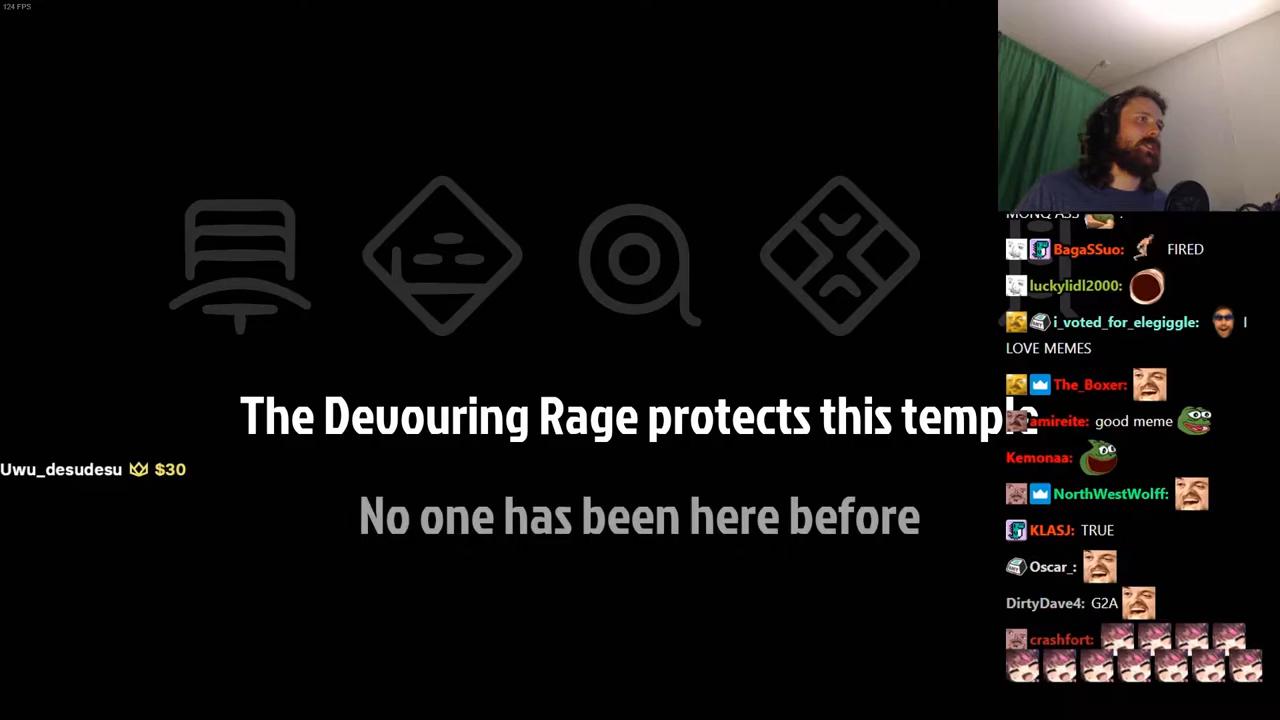 124 FPS
BagaSSuo: FIRED
luckylidl2000:
i_voted_for_elegiggle: I
LOVE MEMES
The_Boxer:
The Devouring Rage protects this temple
amireite: good meme
Kemonaa:
Uwu_desudesu $30
NorthWestWolff:
No one has been here before
KLASJ: TRUE
Oscar_:
DirtyDave4: G2A
crashfort: